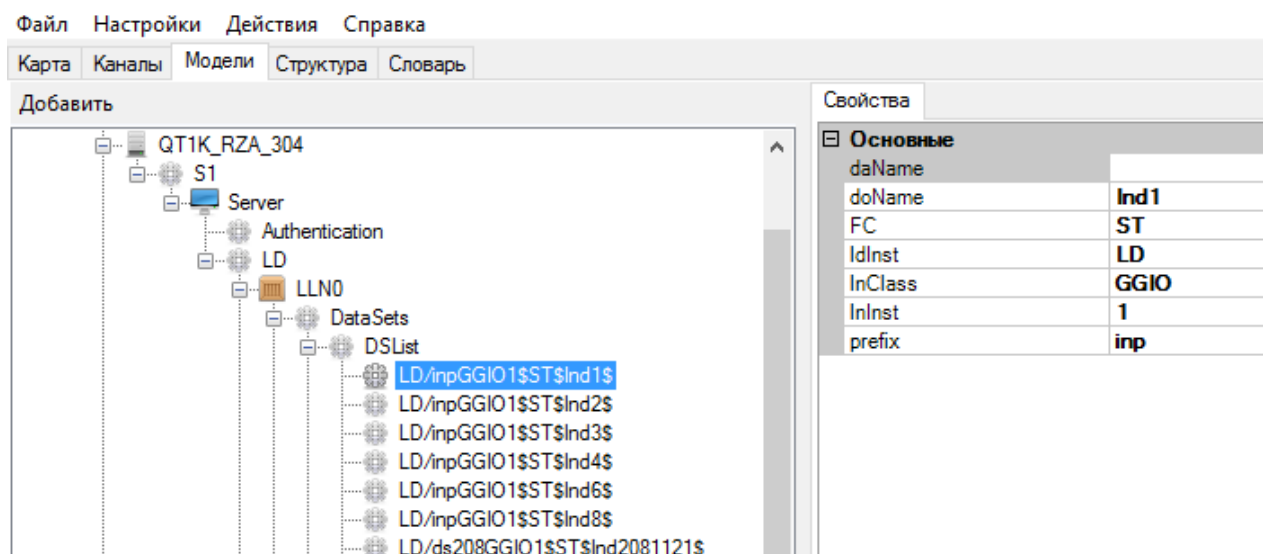 Файл Настройки Действия Справка
Карта Каналы Модели Структура Словарь
Добавить
QT1K_RZA_304
S1
Server
Authentication
LD
LLN0
DataSets
DSList
LD/inpGGIO1$ST$Ind1$
LD/inpGGIO1$ST$Ind2$
LD/inpGGIO1$ST$Ind3$
LD/inpGGIO1$ST$Ind4$
LD/inpGGIO1$ST$Ind6$
LD/inpGGIO1$ST$Ind8$
LD/ds208GGIO1$ST$Ind2081121$
Свойства
Основные
daName
doName Ind1
FC ST
ldInst LD
lnClass GGIO
lnInst 1
prefix inp